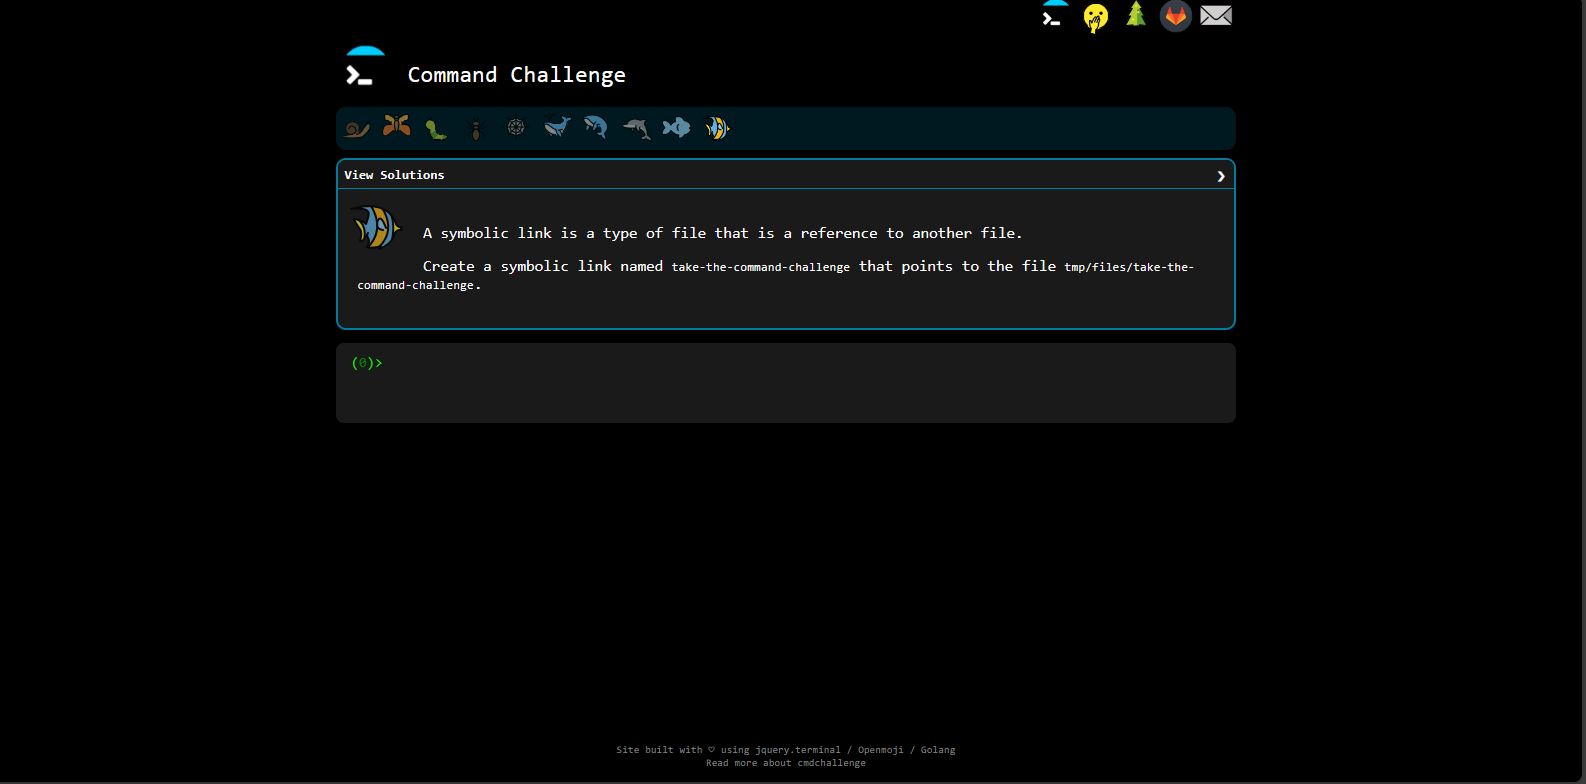 Command Challenge
View Solutions
A symbolic link is a type of file that is a reference to another file.
Create a symbolic link named take-the-command-challenge that points to the file tmp/files/take-the-
command-challenge.
(0)>
Site built with ♡ using jquery.terminal / Openmoji / Golang
Read more about cmdchallenge